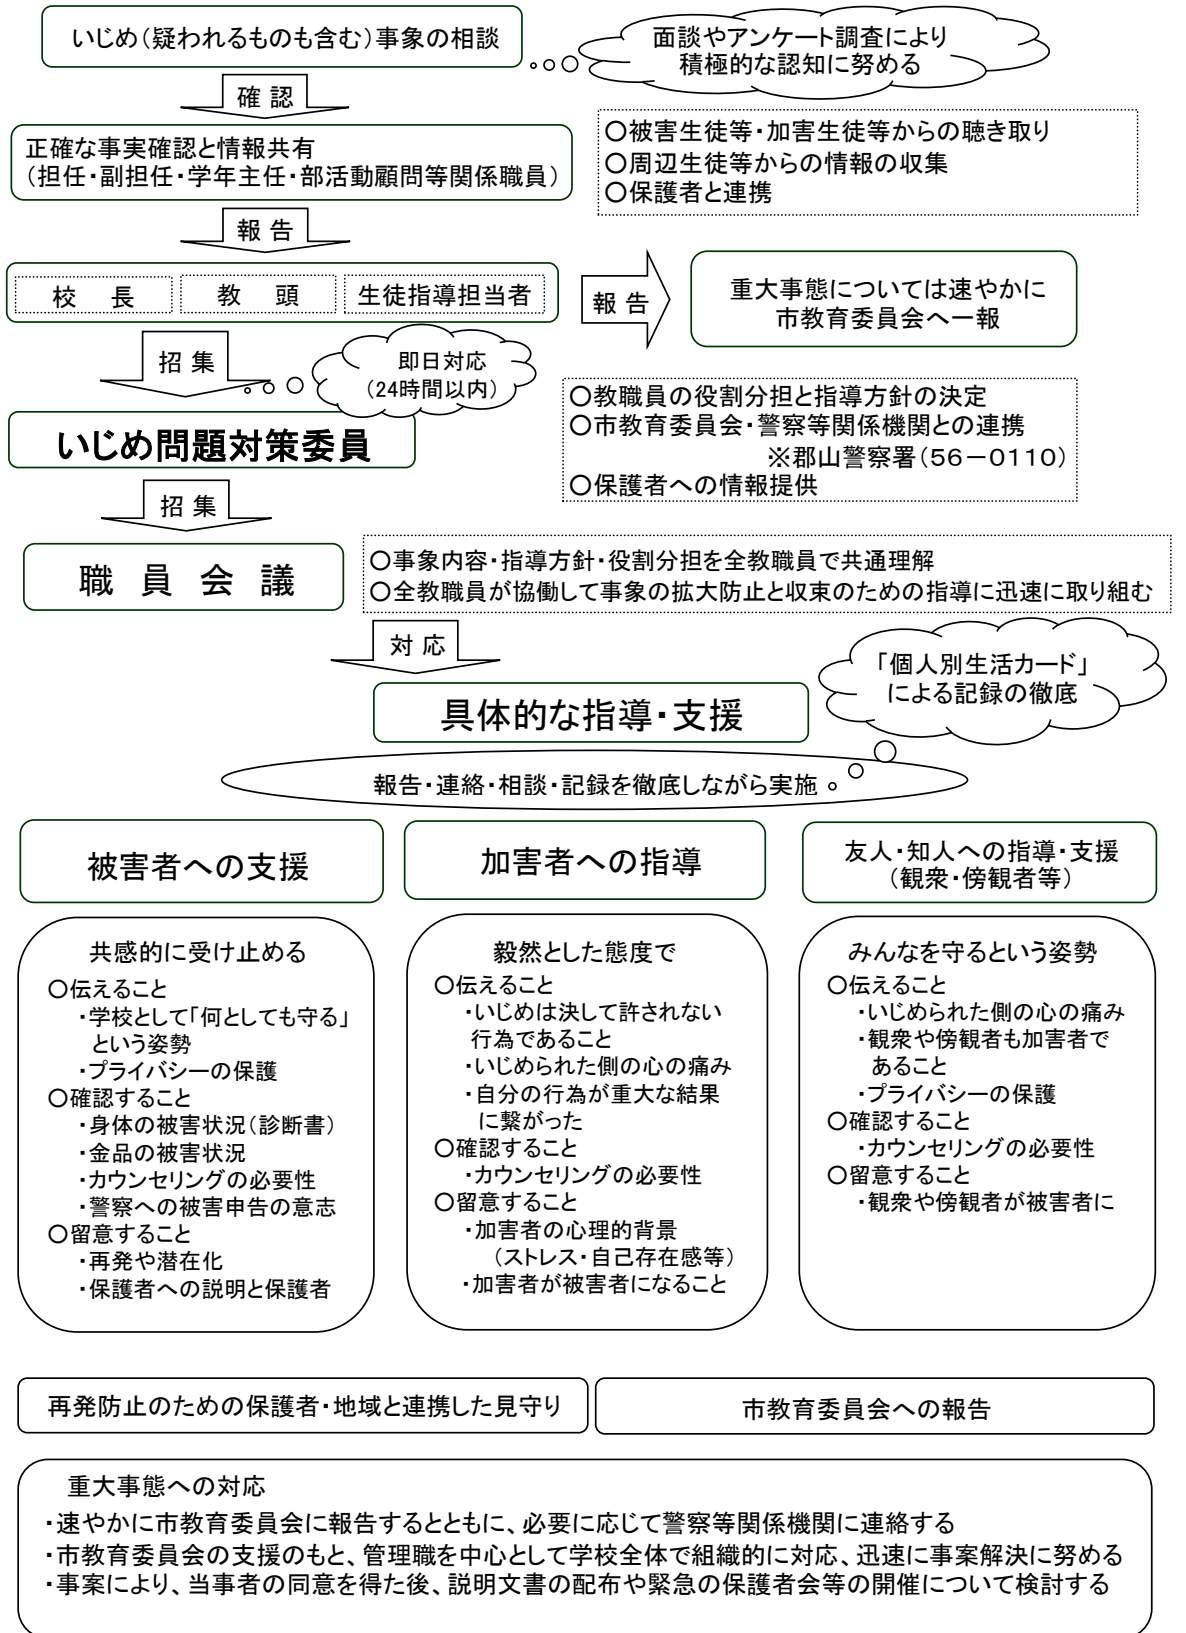 いじめ（疑われるものも含む）事象の相談
面談やアンケート調査により
積極的な認知に努める
確 認
正確な事実確認と情報共有
（担任・副担任・学年主任・部活動顧問等関係職員）
〇被害生徒等・加害生徒等からの聴き取り
〇周辺生徒等からの情報の収集
〇保護者と連携
報 告
校　長
教　頭
生徒指導担当者
報 告
重大事態については速やかに
市教育委員会へ一報
招 集
即日対応
（24時間以内）
いじめ問題対策委員
〇教職員の役割分担と指導方針の決定
〇市教育委員会・警察等関係機関との連携
※郡山警察署（５６－０１１０）
〇保護者への情報提供
招 集
職　員　会　議
〇事象内容・指導方針・役割分担を全教職員で共通理解
〇全教職員が協働して事象の拡大防止と収束のための指導に迅速に取り組む
対 応
「個人別生活カード」
による記録の徹底
具体的な指導・支援
報告・連絡・相談・記録を徹底しながら実施。
被害者への支援
共感的に受け止める
〇伝えること
・学校として「何としても守る」
という姿勢
・プライバシーの保護
〇確認すること
・身体の被害状況（診断書）
・金品の被害状況
・カウンセリングの必要性
・警察への被害申告の意志
〇留意すること
・再発や潜在化
・保護者への説明と保護者
加害者への指導
毅然とした態度で
〇伝えること
・いじめは決して許されない
行為であること
・いじめられた側の心の痛み
・自分の行為が重大な結果
に繋がった
〇確認すること
・カウンセリングの必要性
〇留意すること
・加害者の心理的背景
（ストレス・自己存在感等）
・加害者が被害者になること
友人・知人への指導・支援
（観衆・傍観者等）
みんなを守るという姿勢
〇伝えること
・いじめられた側の心の痛み
・観衆や傍観者も加害者で
あること
・プライバシーの保護
〇確認すること
・カウンセリングの必要性
〇留意すること
・観衆や傍観者が被害者に
再発防止のための保護者・地域と連携した見守り
市教育委員会への報告
重大事態への対応
・速やかに市教育委員会に報告するとともに、必要に応じて警察等関係機関に連絡する
・市教育委員会の支援のもと、管理職を中心として学校全体で組織的に対応、迅速に事案解決に努める
・事案により、当事者の同意を得た後、説明文書の配布や緊急の保護者会等の開催について検討する